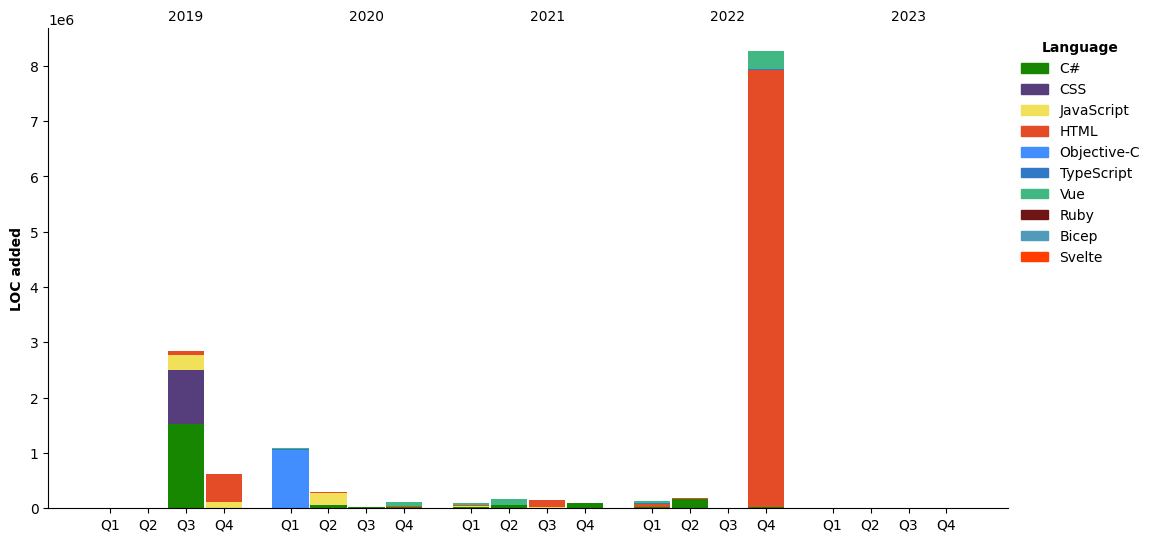 1e6
2019 2020 2021 2022 2023
8
7
6
5
4
3
2
1
0
LOC added
Q1 Q2 Q3 Q4 Q1 Q2 Q3 Q4 Q1 Q2 Q3 Q4 Q1 Q2 Q3 Q4 Q1 Q2 Q3 Q4
Language
C#
CSS
JavaScript
HTML
Objective-C
TypeScript
Vue
Ruby
Bicep
Svelte